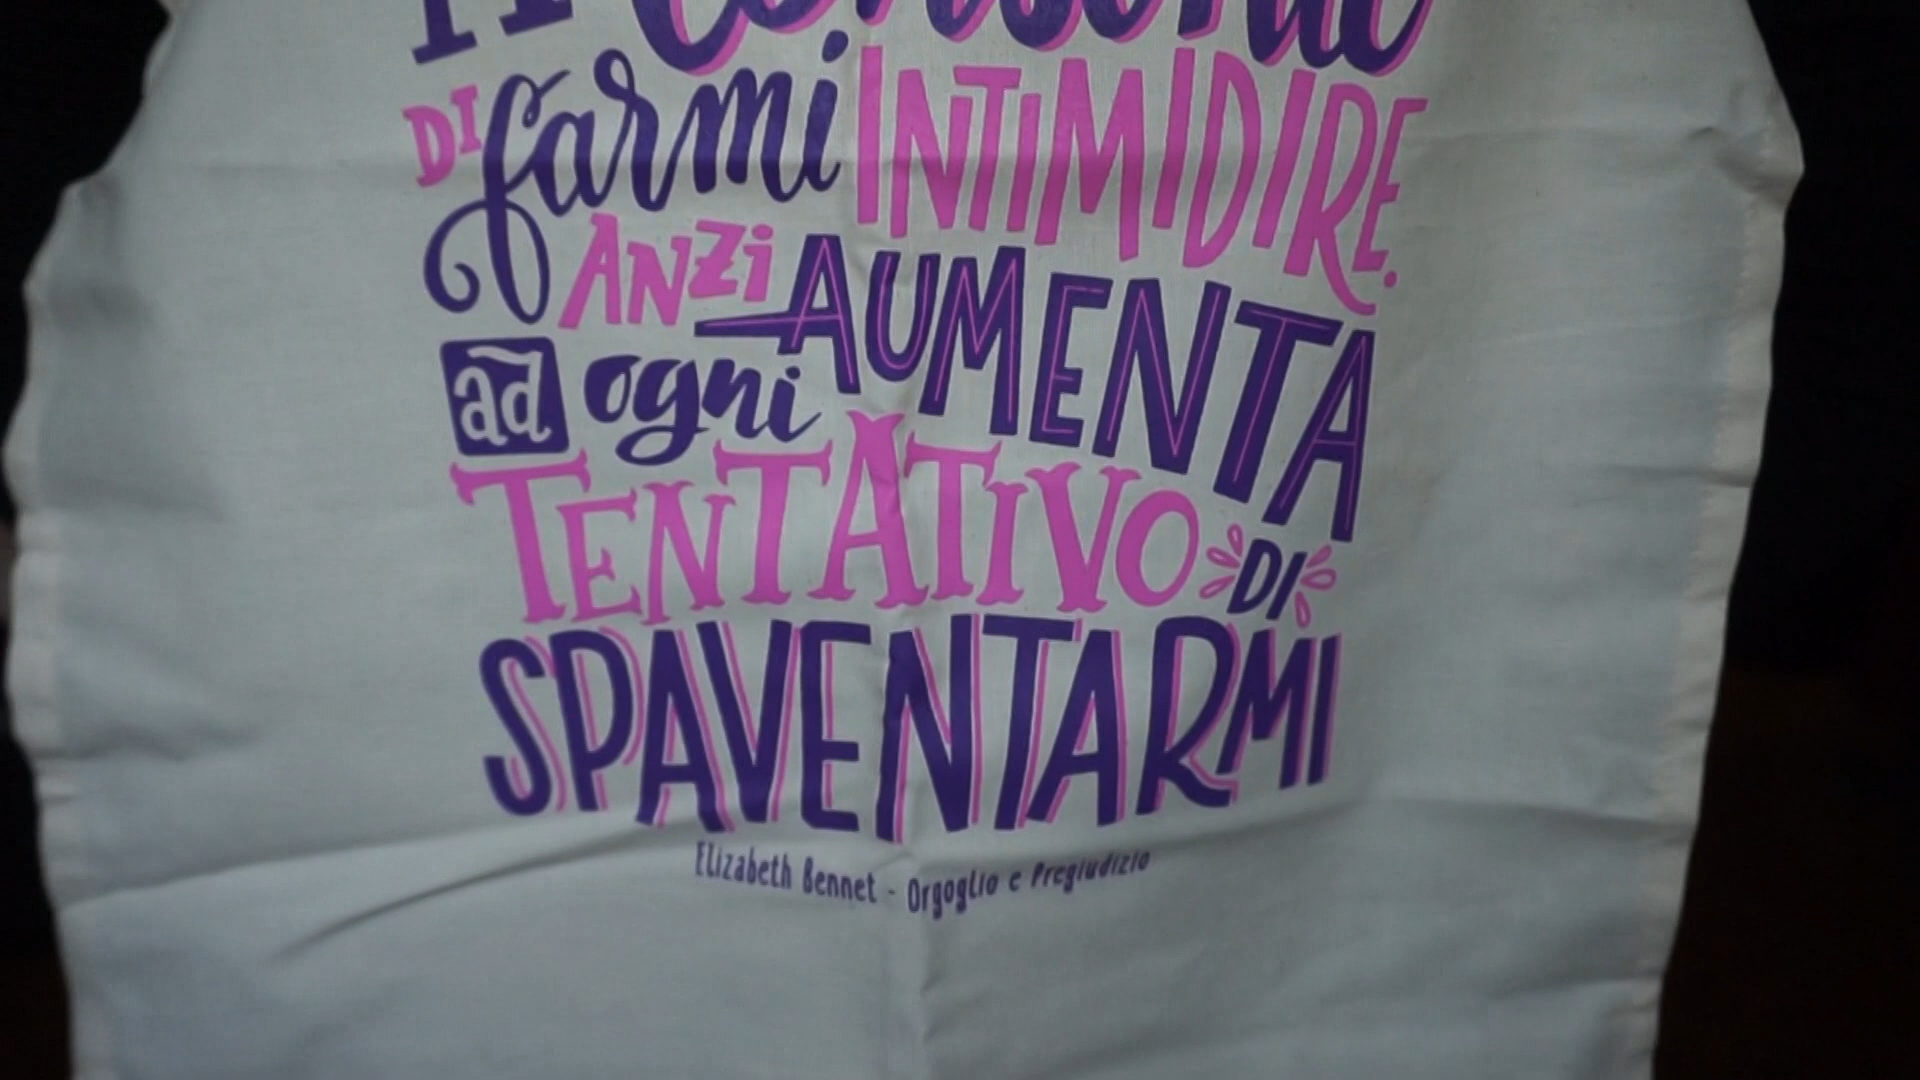 DI farmi INTIMIDIRE.
ANZI AUMENTA
ad ogni
TENTATIVO DI
SPAVENTARMI
Elizabeth Bennet - Orgoglio e Pregiudizio